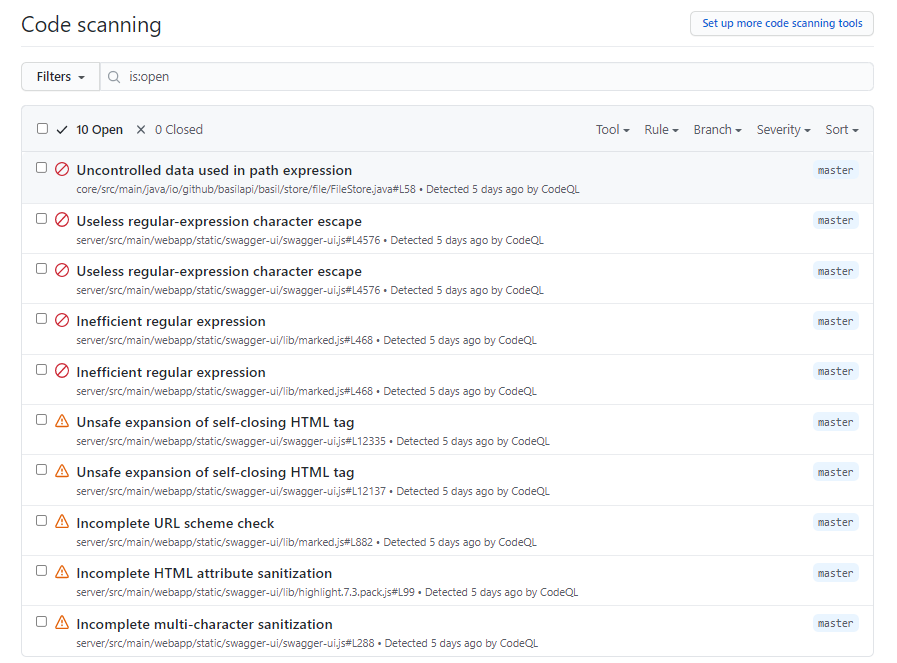 Code scanning
Set up more code scanning tools
Filters
is:open
10 Open 0 Closed Tool Rule Branch Severity Sort
Uncontrolled data used in path expression master
core/src/main/java/io/github/basilapi/basil/store/file/FileStore.java#L58 • Detected 5 days ago by CodeQL
Useless regular-expression character escape master
server/src/main/webapp/static/swagger-ui/swagger-ui.js#L4576 • Detected 5 days ago by CodeQL
Useless regular-expression character escape master
server/src/main/webapp/static/swagger-ui/swagger-ui.js#L4576 • Detected 5 days ago by CodeQL
Inefficient regular expression master
server/src/main/webapp/static/swagger-ui/lib/marked.js#L468 • Detected 5 days ago by CodeQL
Inefficient regular expression master
server/src/main/webapp/static/swagger-ui/lib/marked.js#L468 • Detected 5 days ago by CodeQL
Unsafe expansion of self-closing HTML tag master
server/src/main/webapp/static/swagger-ui/swagger-ui.js#L12335 • Detected 5 days ago by CodeQL
Unsafe expansion of self-closing HTML tag master
server/src/main/webapp/static/swagger-ui/swagger-ui.js#L12137 • Detected 5 days ago by CodeQL
Incomplete URL scheme check master
server/src/main/webapp/static/swagger-ui/lib/marked.js#L882 • Detected 5 days ago by CodeQL
Incomplete HTML attribute sanitization master
server/src/main/webapp/static/swagger-ui/lib/highlight.7.3.pack.js#L99 • Detected 5 days ago by CodeQL
Incomplete multi-character sanitization master
server/src/main/webapp/static/swagger-ui/swagger-ui.js#L288 • Detected 5 days ago by CodeQL